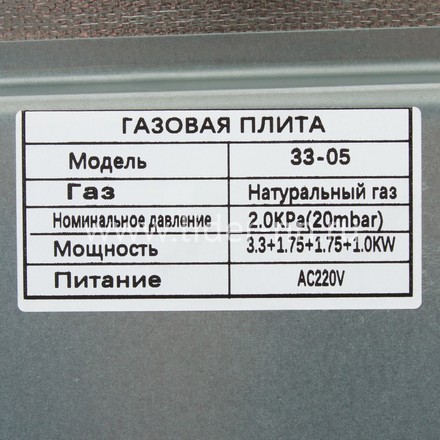 ГАЗОВАЯ ПЛИТА
Модель 33-05
Газ Натуральный газ
Номинальное давление 2.0KPa(20mbar)
Мощность 3.3+1.75+1.75+1.0KW
Питание AC220V